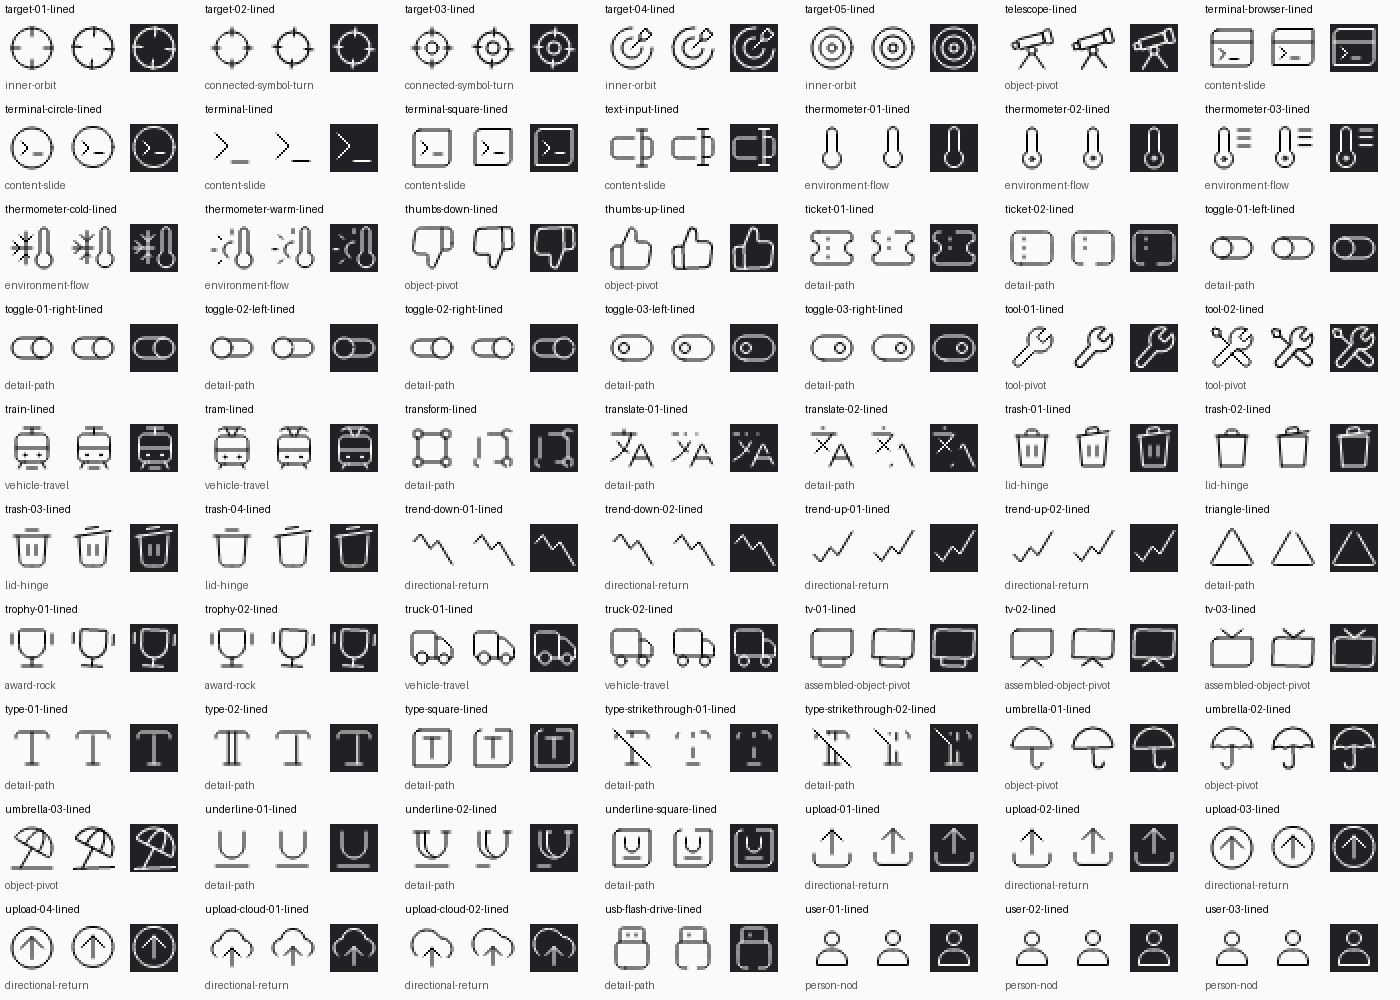 target-01-lined target-02-lined target-03-lined target-04-lined target-05-lined telescope-lined terminal-browser-lined
inner-orbit connected-symbol-turn connected-symbol-turn inner-orbit inner-orbit object-pivot content-slide
terminal-circle-lined terminal-lined terminal-square-lined text-input-lined thermometer-01-lined thermometer-02-lined thermometer-03-lined
content-slide content-slide content-slide content-slide environment-flow environment-flow environment-flow
thermometer-cold-lined thermometer-warm-lined thumbs-down-lined thumbs-up-lined ticket-01-lined ticket-02-lined toggle-01-left-lined
environment-flow environment-flow object-pivot object-pivot detail-path detail-path detail-path
toggle-01-right-lined toggle-02-left-lined toggle-02-right-lined toggle-03-left-lined toggle-03-right-lined tool-01-lined tool-02-lined
detail-path detail-path detail-path detail-path detail-path tool-pivot tool-pivot
train-lined tram-lined transform-lined translate-01-lined translate-02-lined trash-01-lined trash-02-lined
vehicle-travel vehicle-travel detail-path detail-path detail-path lid-hinge lid-hinge
trash-03-lined trash-04-lined trend-down-01-lined trend-down-02-lined trend-up-01-lined trend-up-02-lined triangle-lined
lid-hinge lid-hinge directional-return directional-return directional-return directional-return detail-path
trophy-01-lined trophy-02-lined truck-01-lined truck-02-lined tv-01-lined tv-02-lined tv-03-lined
award-rock award-rock vehicle-travel vehicle-travel assembled-object-pivot assembled-object-pivot assembled-object-pivot
type-01-lined type-02-lined type-square-lined type-strikethrough-01-lined type-strikethrough-02-lined umbrella-01-lined umbrella-02-lined
detail-path detail-path detail-path detail-path detail-path object-pivot object-pivot
umbrella-03-lined underline-01-lined underline-02-lined underline-square-lined upload-01-lined upload-02-lined upload-03-lined
object-pivot detail-path detail-path detail-path directional-return directional-return directional-return
upload-04-lined upload-cloud-01-lined upload-cloud-02-lined usb-flash-drive-lined user-01-lined user-02-lined user-03-lined
directional-return directional-return directional-return detail-path person-nod person-nod person-nod